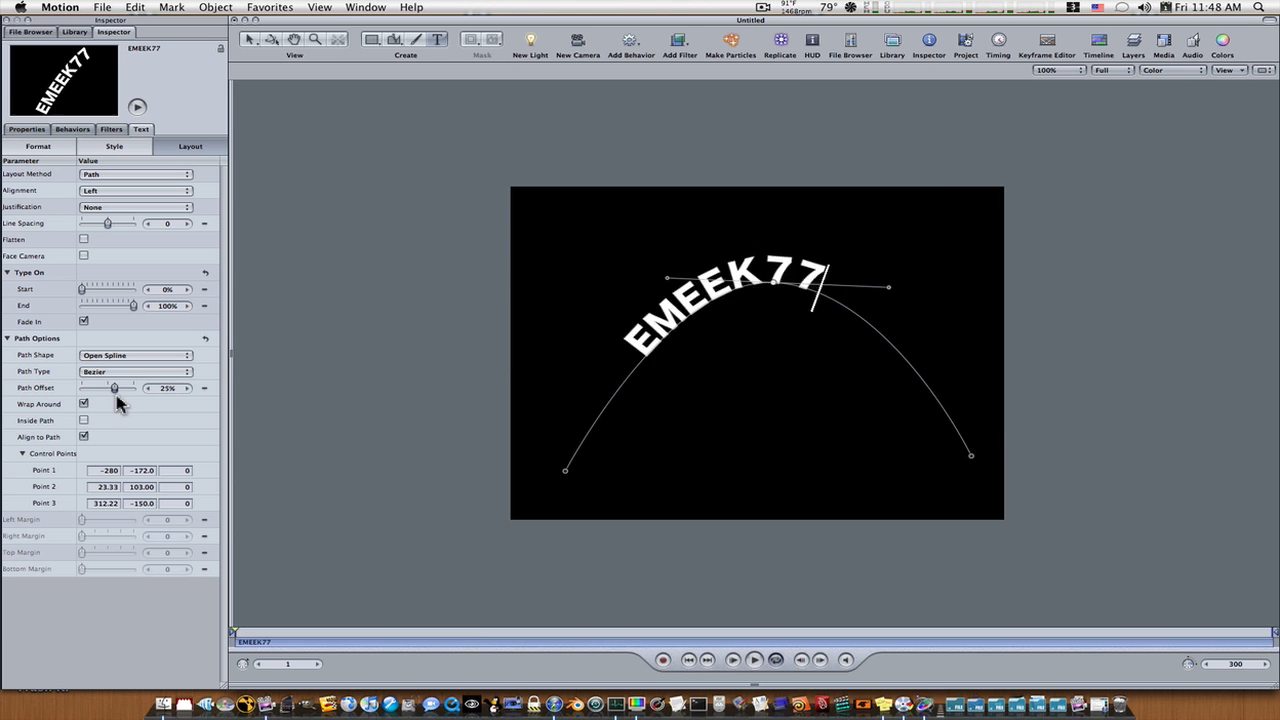 Motion File Edit Mark Object Favorites View Window Help
91°F
1468rpm
79°
3
Fri 11:48 AM
Inspector
Untitled
File Browser Library Inspector
EMEEK77
EMEEK77
View Create Mask New Light New Camera Add Behavior Add Filter Make Particles Replicate HUD File Browser Library Inspector Project Timing Keyframe Editor Timeline Layers Media Audio Colors
100% Full Color View
Properties Behaviors Filters Text
Format Style Layout
Parameter Value
Layout Method Path
Alignment Left
Justification None
Line Spacing 0
Flatten
Face Camera
Type On
Start 0%
End 100%
Fade In
Path Options
Path Shape Open Spline
Path Type Bezier
Path Offset 25%
Wrap Around
Inside Path
Align to Path
Control Points
Point 1 -280 -172.0 0
Point 2 23.33 103.00 0
Point 3 312.22 -150.0 0
Left Margin 0
Right Margin 0
Top Margin 0
Bottom Margin 0
EMEEK77
EMEEK77
1
300